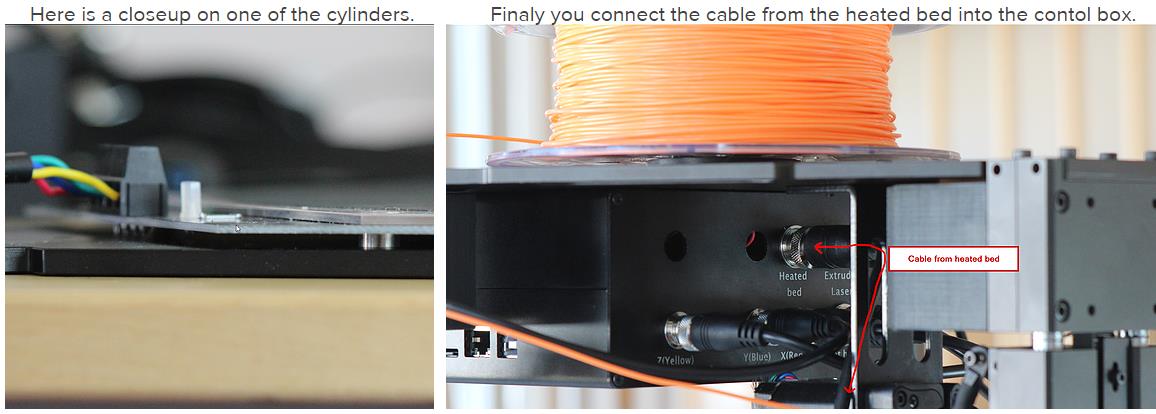 Here is a closeup on one of the cylinders.
Finaly you connect the cable from the heated bed into the contol box.
Cable from heated bed
Heated
bed
Extrud
Laser
Z(Yellow)
Y(Blue)
X(Re